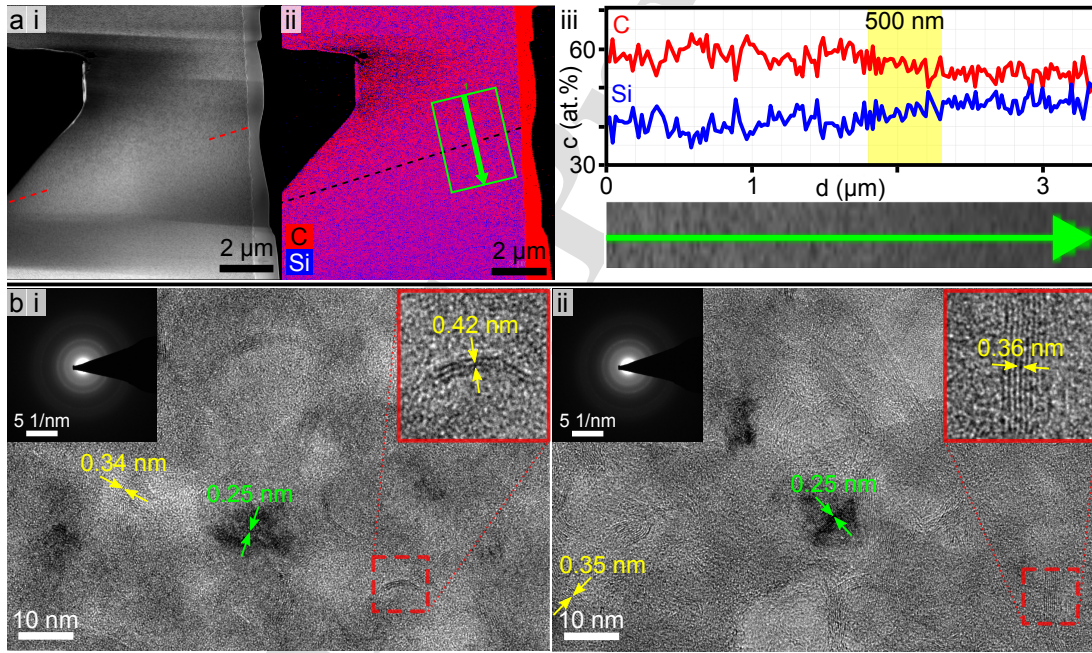 a i
2 µm
ii
C
Si
2 µm
iii
C
Si
500 nm
60
30
c (at.%)
0
1
2
3
d (µm)
b i
5 1/nm
0.42 nm
0.34 nm
0.25 nm
10 nm
ii
5 1/nm
0.36 nm
0.25 nm
0.35 nm
10 nm